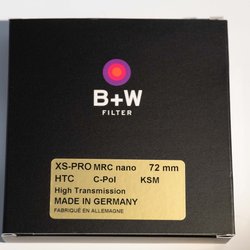 B+W
FILTER
XS-PRO MRC nano 72 mm
HTC C-Pol KSM
High Transmission
MADE IN GERMANY
FABRIQUÉ EN ALLEMAGNE